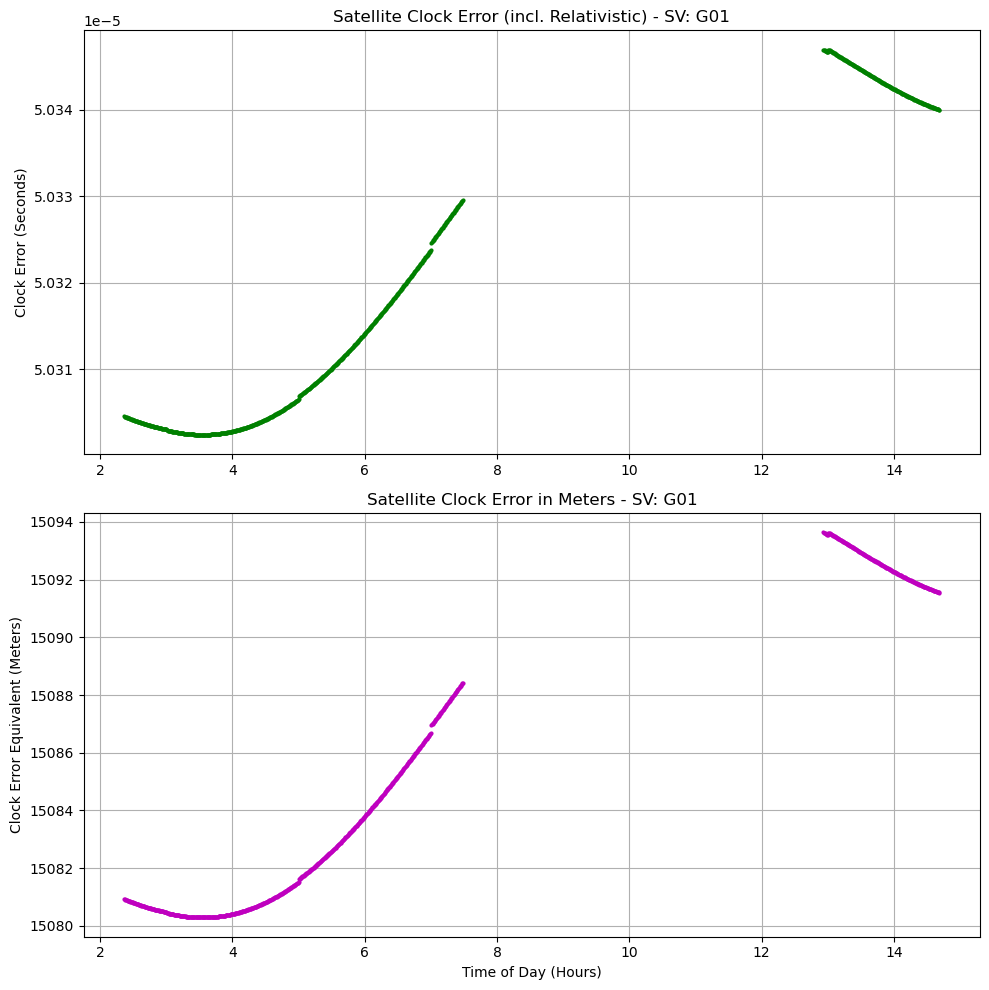 Satellite Clock Error (incl. Relativistic) - SV: G01
1e−5
5.034
5.033
5.032
5.031
Clock Error (Seconds)
2 4 6 8 10 12 14
Satellite Clock Error in Meters - SV: G01
15094
15092
15090
15088
15086
15084
15082
15080
Clock Error Equivalent (Meters)
2 4 6 8 10 12 14
Time of Day (Hours)